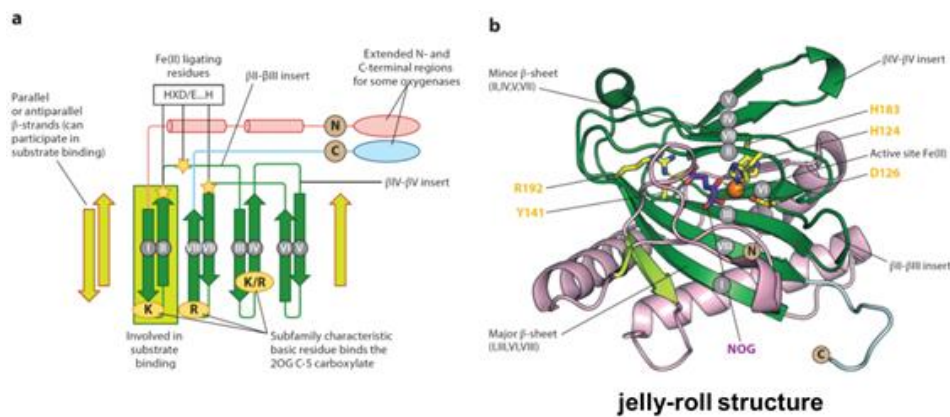 a
Fe(II) ligating
residues
HXD/E...H
βII-βIII insert
Extended N- and
C-terminal regions
for some oxygenases
Parallel
or antiparallel
β-strands (can
participate in
substrate binding)
N
C
βIV-βV insert
I II VII VIII III IV VI V
K/R
K R
Involved in
substrate
binding
Subfamily characteristic
basic residue binds the
2OG C-5 carboxylate
b
Minor β-sheet
(II,IV,V,VII)
βIV-βIV insert
H183
H124
Active site Fe(II)
D126
R192
Y141
V
VIII
N
I
βII-βIII insert
Major β-sheet
(I,III,VI,VIII)
NOG
C
jelly-roll structure